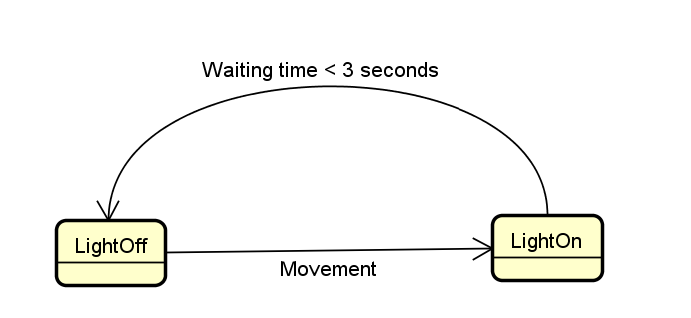 Waiting time < 3 seconds
LightOff
LightOn
Movement